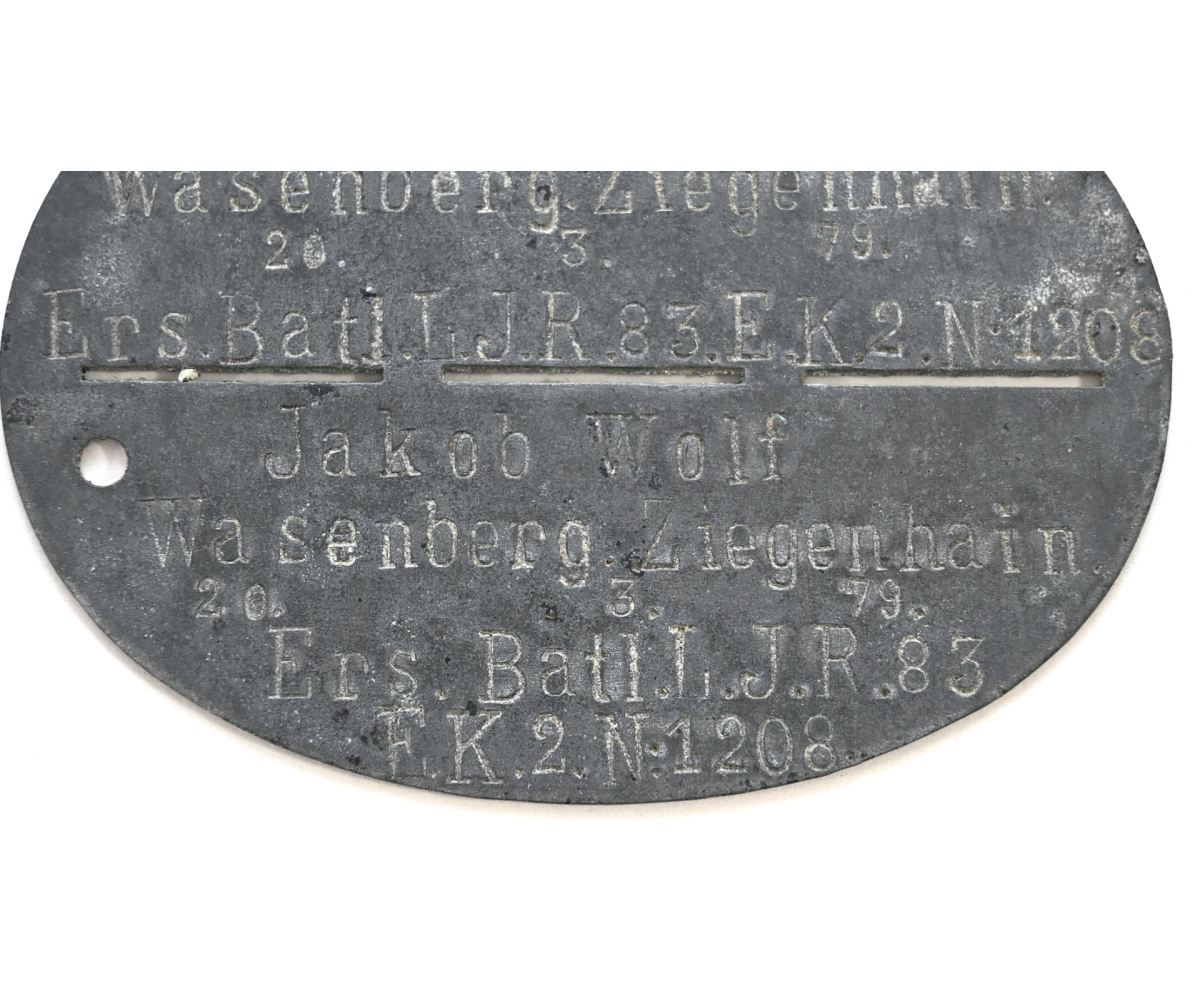 Wasenberg. Ziegenhain.
20. 3. 79.
Ers. Batl. L. J. R. 83. E. K. 2. N: 1208
Jakob Wolf
Wasenberg. Ziegenhain.
20. 3. 79.
Ers. Batl. L. J. R. 83
E. K. 2. N: 1208.